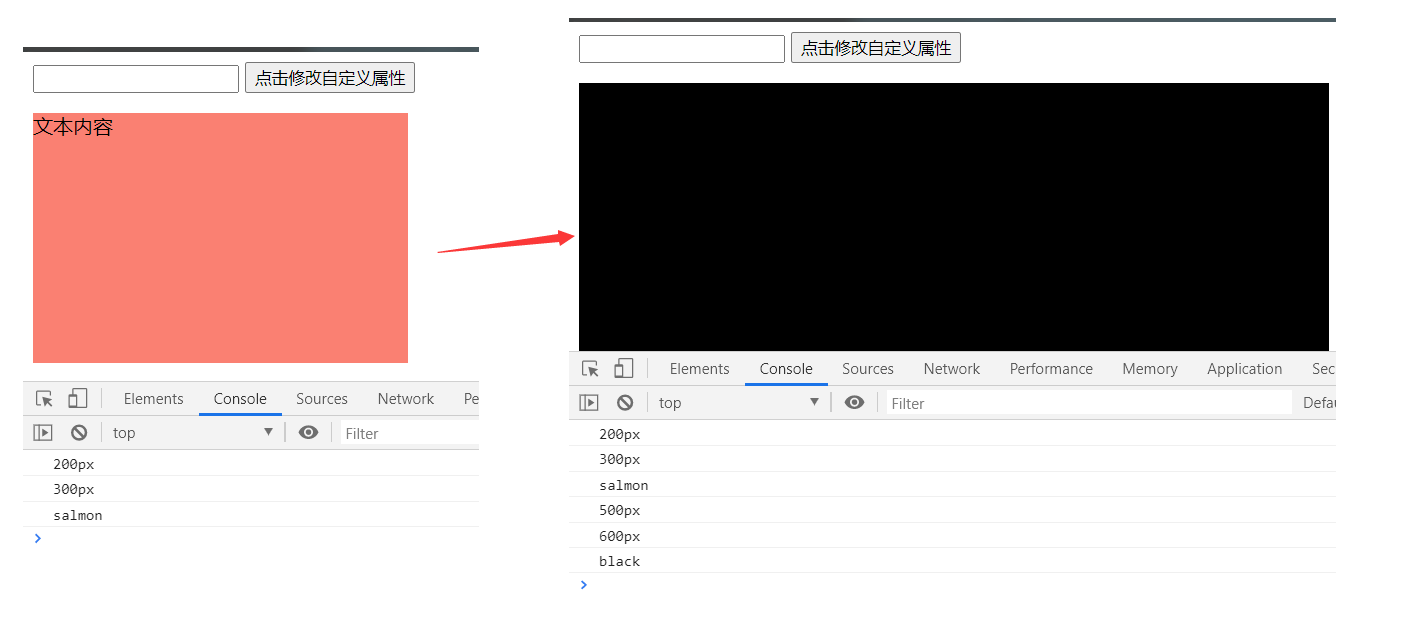 点击修改自定义属性
文本内容
Elements Console Sources Network Pe
top Filter
200px
300px
salmon
点击修改自定义属性
Elements Console Sources Network Performance Memory Application Sec
top Filter Defau
200px
300px
salmon
500px
600px
black